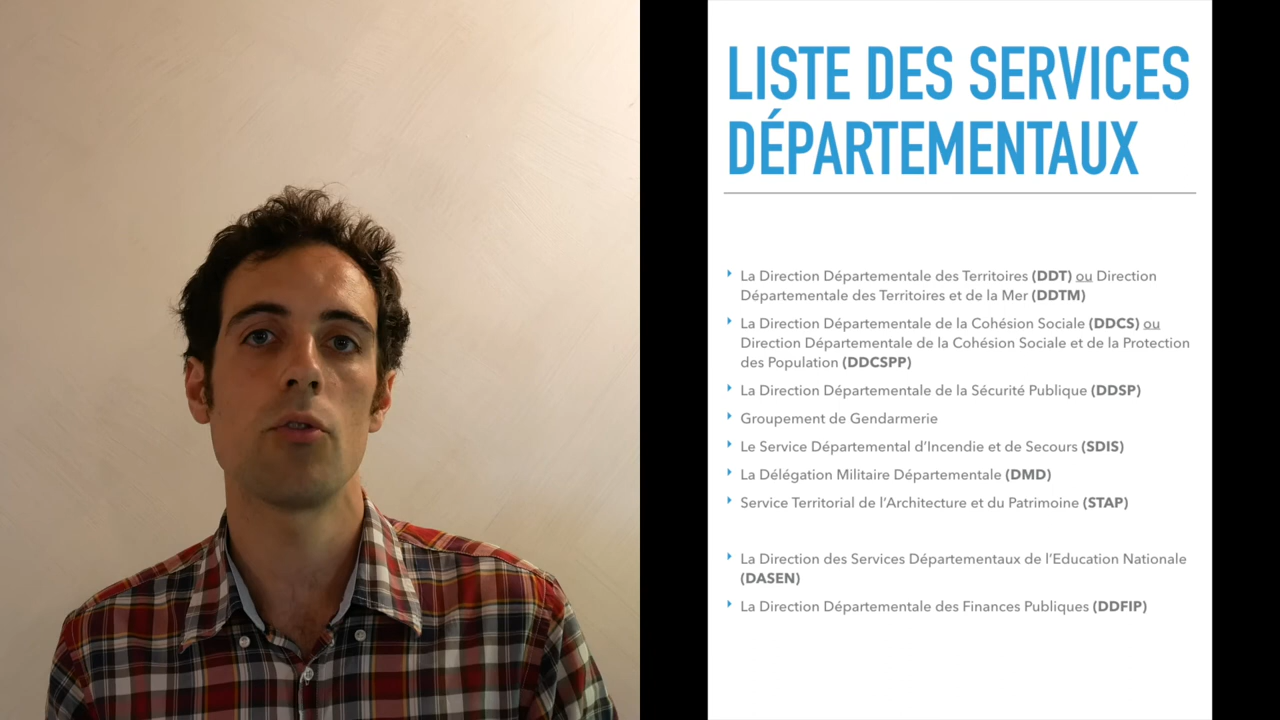 LISTE DES SERVICES
DÉPARTEMENTAUX
La Direction Départementale des Territoires (DDT) ou Direction
Départementale des Territoires et de la Mer (DDTM)
La Direction Départementale de la Cohésion Sociale (DDCS) ou
Direction Départementale de la Cohésion Sociale et de la Protection
des Population (DDCSPP)
La Direction Départementale de la Sécurité Publique (DDSP)
Groupement de Gendarmerie
Le Service Départemental d’Incendie et de Secours (SDIS)
La Délégation Militaire Départementale (DMD)
Service Territorial de l’Architecture et du Patrimoine (STAP)
La Direction des Services Départementaux de l’Education Nationale
(DASEN)
La Direction Départementale des Finances Publiques (DDFIP)